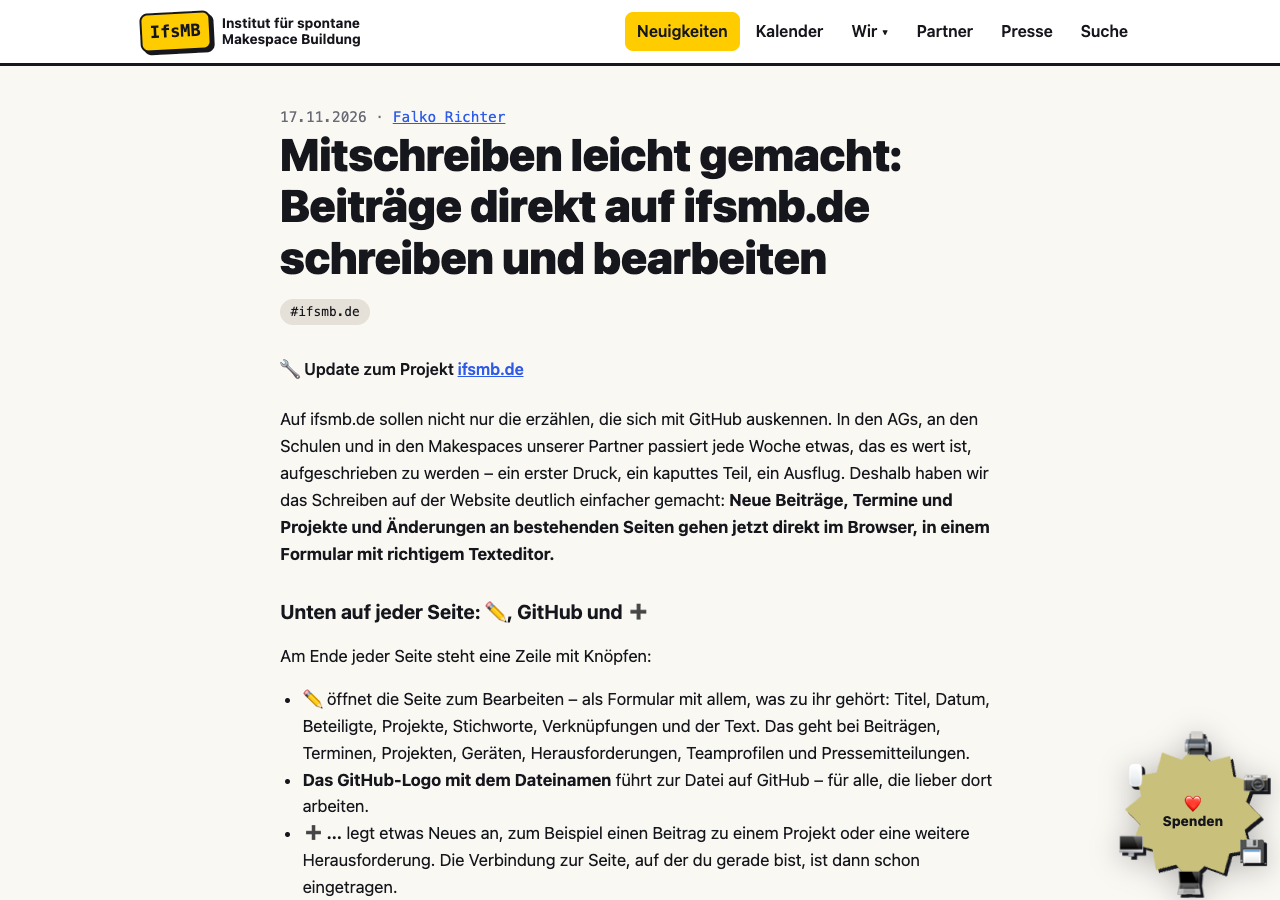 IfsMB
Institut für spontane
Makespace Buildung
Neuigkeiten
Kalender
Wir ▾
Partner
Presse
Suche
17.11.2026 · Falko Richter
Mitschreiben leicht gemacht:
Beiträge direkt auf ifsmb.de
schreiben und bearbeiten
#ifsmb.de
🔧 Update zum Projekt ifsmb.de
Auf ifsmb.de sollen nicht nur die erzählen, die sich mit GitHub auskennen. In den AGs, an den
Schulen und in den Makespaces unserer Partner passiert jede Woche etwas, das es wert ist,
aufgeschrieben zu werden – ein erster Druck, ein kaputtes Teil, ein Ausflug. Deshalb haben wir
das Schreiben auf der Website deutlich einfacher gemacht: Neue Beiträge, Termine und
Projekte und Änderungen an bestehenden Seiten gehen jetzt direkt im Browser, in einem
Formular mit richtigem Texteditor.
Unten auf jeder Seite: ✏️, GitHub und ➕
Am Ende jeder Seite steht eine Zeile mit Knöpfen:
• ✏️ öffnet die Seite zum Bearbeiten – als Formular mit allem, was zu ihr gehört: Titel, Datum,
Beteiligte, Projekte, Stichworte, Verknüpfungen und der Text. Das geht bei Beiträgen,
Terminen, Projekten, Geräten, Herausforderungen, Teamprofilen und Pressemitteilungen.
• Das GitHub-Logo mit dem Dateinamen führt zur Datei auf GitHub – für alle, die lieber dort
arbeiten.
• ➕ ... legt etwas Neues an, zum Beispiel einen Beitrag zu einem Projekt oder eine weitere
Herausforderung. Die Verbindung zur Seite, auf der du gerade bist, ist dann schon
eingetragen.
❤️
Spenden